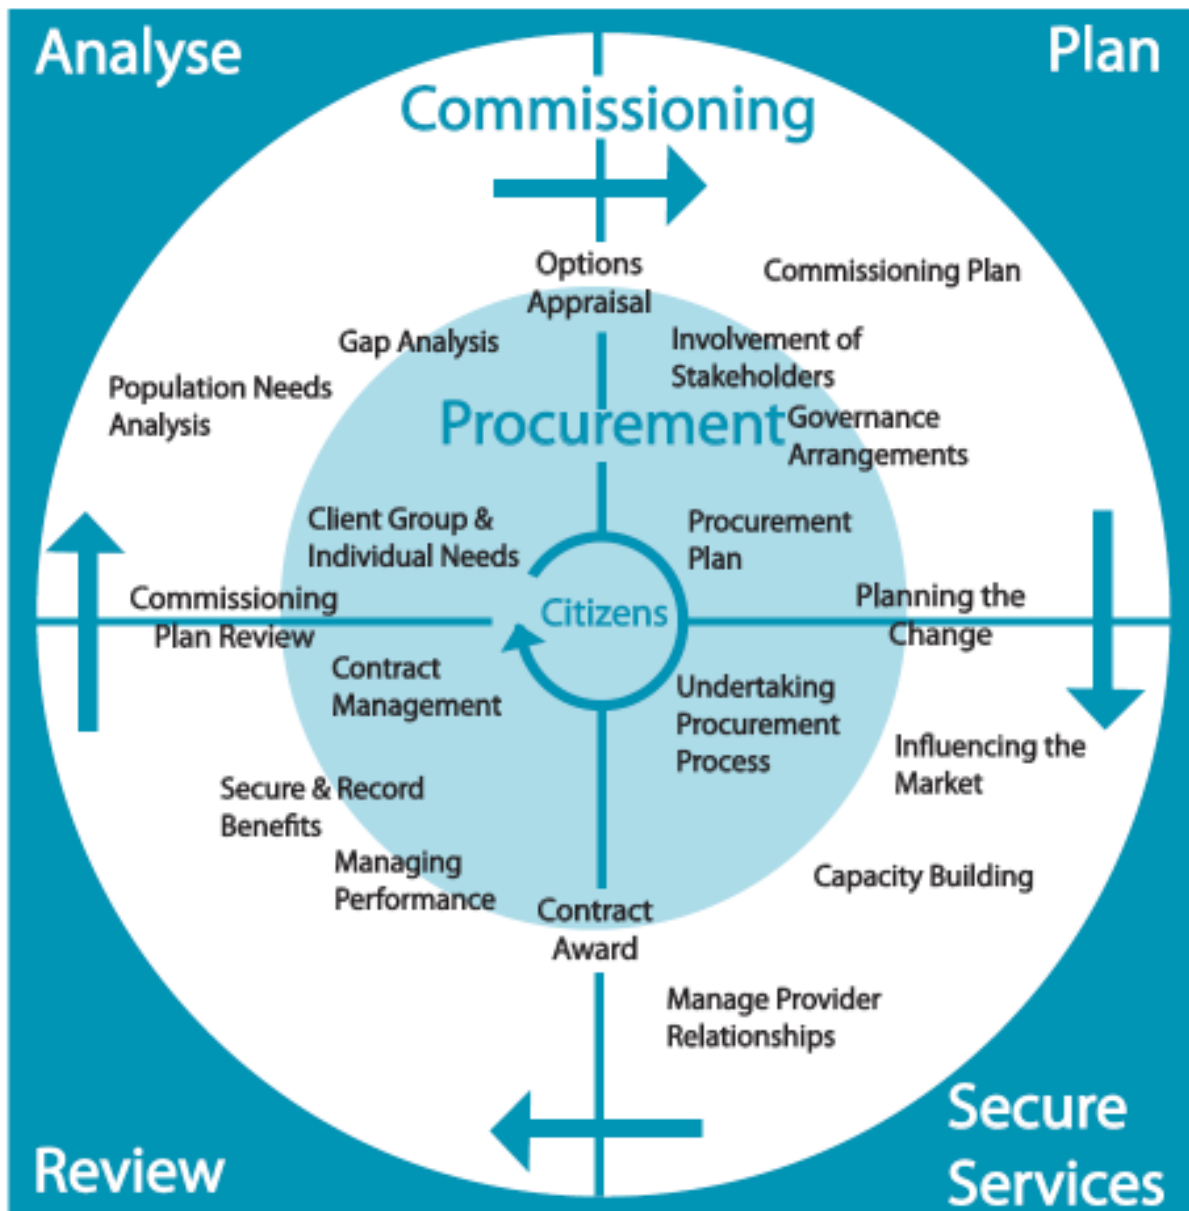 Analyse
Plan
Commissioning
Options
Appraisal
Commissioning Plan
Gap Analysis
Involvement of
Stakeholders
Population Needs
Analysis
Procurement
Governance
Arrangements
Client Group &
Individual Needs
Procurement
Plan
Commissioning
Plan Review
Citizens
Planning the
Change
Contract
Management
Undertaking
Procurement
Process
Influencing the
Market
Secure & Record
Benefits
Managing
Performance
Capacity Building
Contract
Award
Manage Provider
Relationships
Review
Secure
Services